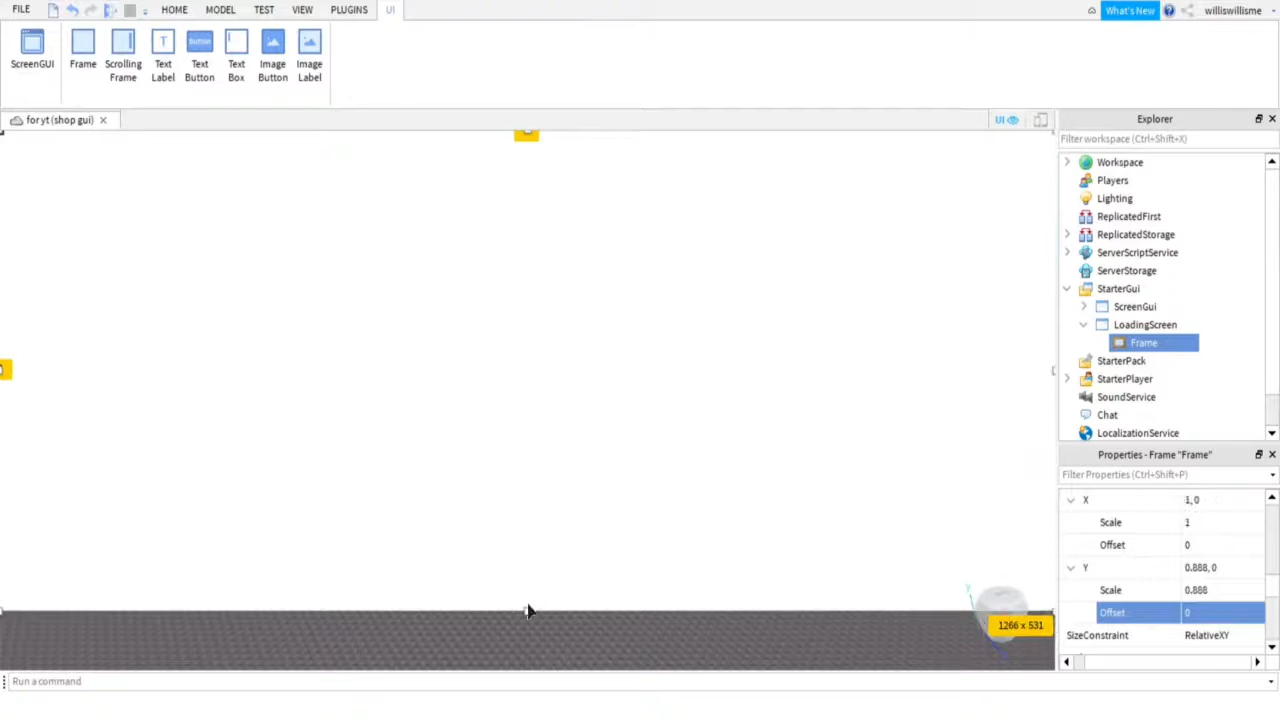 FILE HOME MODEL TEST VIEW PLUGINS UI What's New williswillisme
ScreenGUI Frame Scrolling Frame Text Label Text Button Text Box Image Button Image Label
Button
for yt (shop gui) UI
Explorer
Filter workspace (Ctrl+Shift+X)
Workspace
Players
Lighting
ReplicatedFirst
ReplicatedStorage
ServerScriptService
ServerStorage
StarterGui
ScreenGui
LoadingScreen
Frame
StarterPack
StarterPlayer
SoundService
Chat
LocalizationService
Properties - Frame "Frame"
Filter Properties (Ctrl+Shift+P)
X 1, 0
Scale 1
Offset 0
Y 0.888, 0
Scale 0.888
Offset 0
SizeConstraint RelativeXY
1266 x 531
Run a command